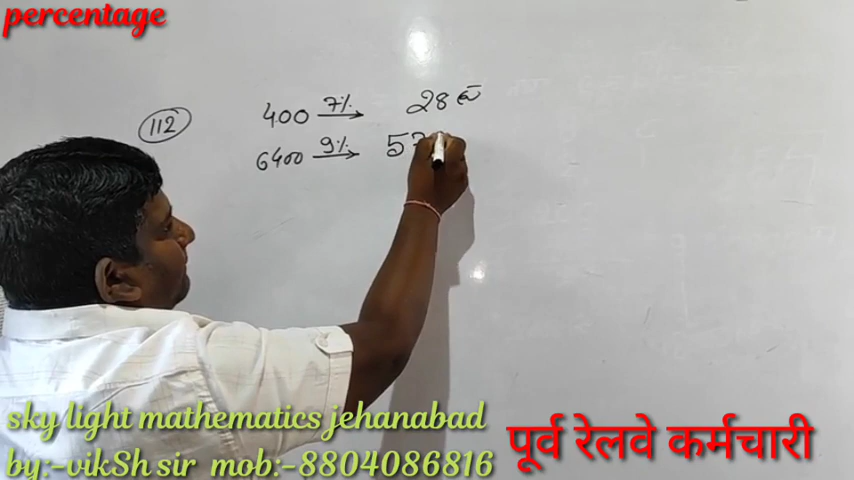 percentage
112
400 7% 28
6400 9%
sky light mathematics jehanabad
by:-vikSh sir mob:-8804086816
पूर्व रेलवे कर्मचारी